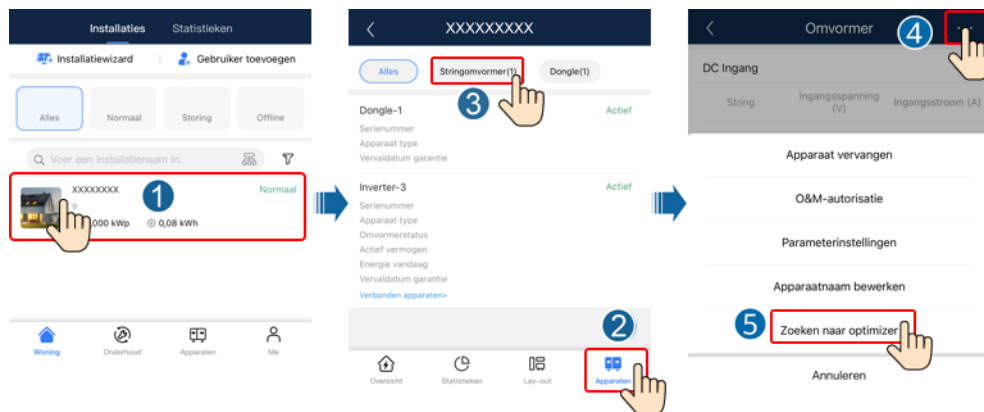 Installaties Statistieken
Installatiewizard Gebruiker toevoegen
Alles Normaal Storing Offline
Voer een installatienaam in.
XXXXXXXX Normaal
1
000 kWp 0,08 kWh
Woning Onderhoud Apparaten Me
XXXXXXXXX
Alles Stringomvormer(1) Dongle(1)
3
Dongle-1 Actief
Serienummer
Apparaat type
Vervaldatum garantie
Inverter-3 Actief
Serienummer
Apparaat type
Omvormerstatus
Actief vermogen
Energie vandaag
Vervaldatum garantie
Verbonden apparaten>
2
Overzicht Statistieken Lay-out Apparaten
Omvormer 4
DC Ingang
String Ingangsspanning (V) Ingangsstroom (A)
Apparaat vervangen
O&M-autorisatie
Parameterinstellingen
Apparaatnaam bewerken
5 Zoeken naar optimizer
Annuleren